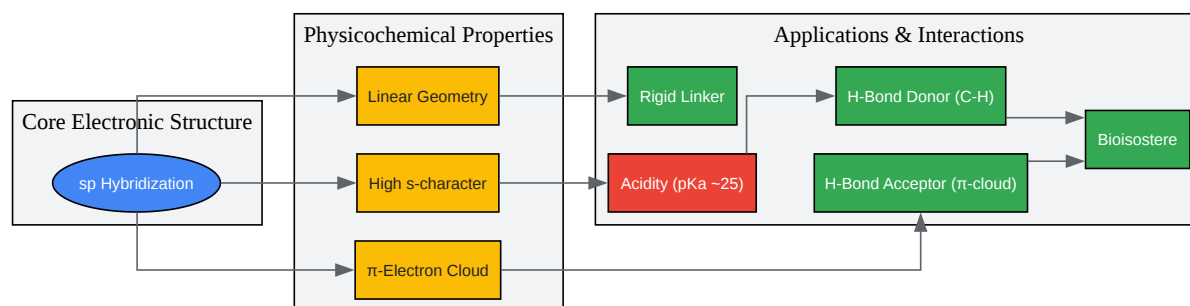 Physicochemical Properties
Applications & Interactions
Linear Geometry
Rigid Linker
H-Bond Donor (C-H)
Core Electronic Structure
Bioisostere
sp Hybridization
High s-character
Acidity (pKa ~25)
H-Bond Acceptor (π-cloud)
π-Electron Cloud